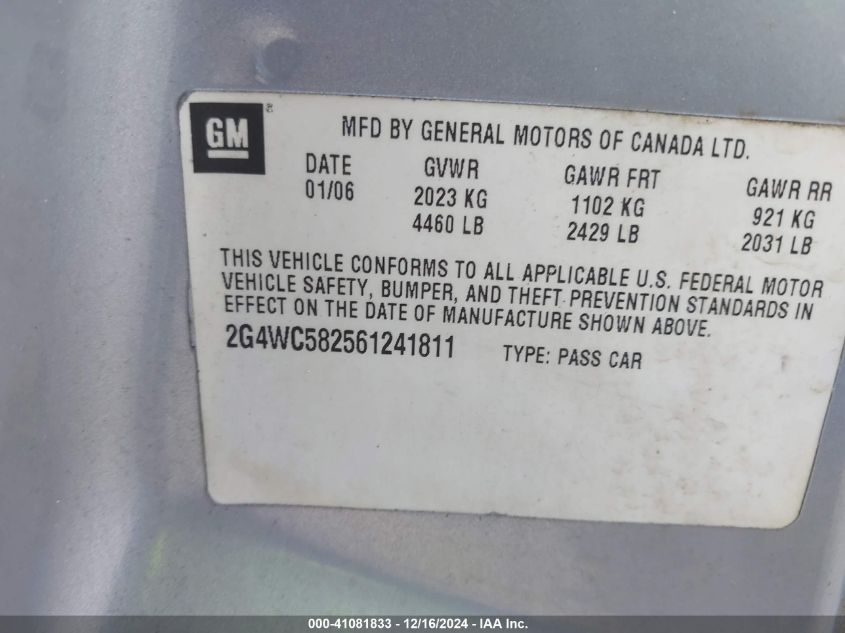 GM ®
MFD BY GENERAL MOTORS OF CANADA LTD.
DATE GVWR GAWR FRT GAWR RR
01/06 2023 KG 1102 KG 921 KG
4460 LB 2429 LB 2031 LB
THIS VEHICLE CONFORMS TO ALL APPLICABLE U.S. FEDERAL MOTOR
VEHICLE SAFETY, BUMPER, AND THEFT PREVENTION STANDARDS IN
EFFECT ON THE DATE OF MANUFACTURE SHOWN ABOVE.
2G4WC582561241811 TYPE: PASS CAR
000-41081833 - 12/16/2024 - IAA Inc.